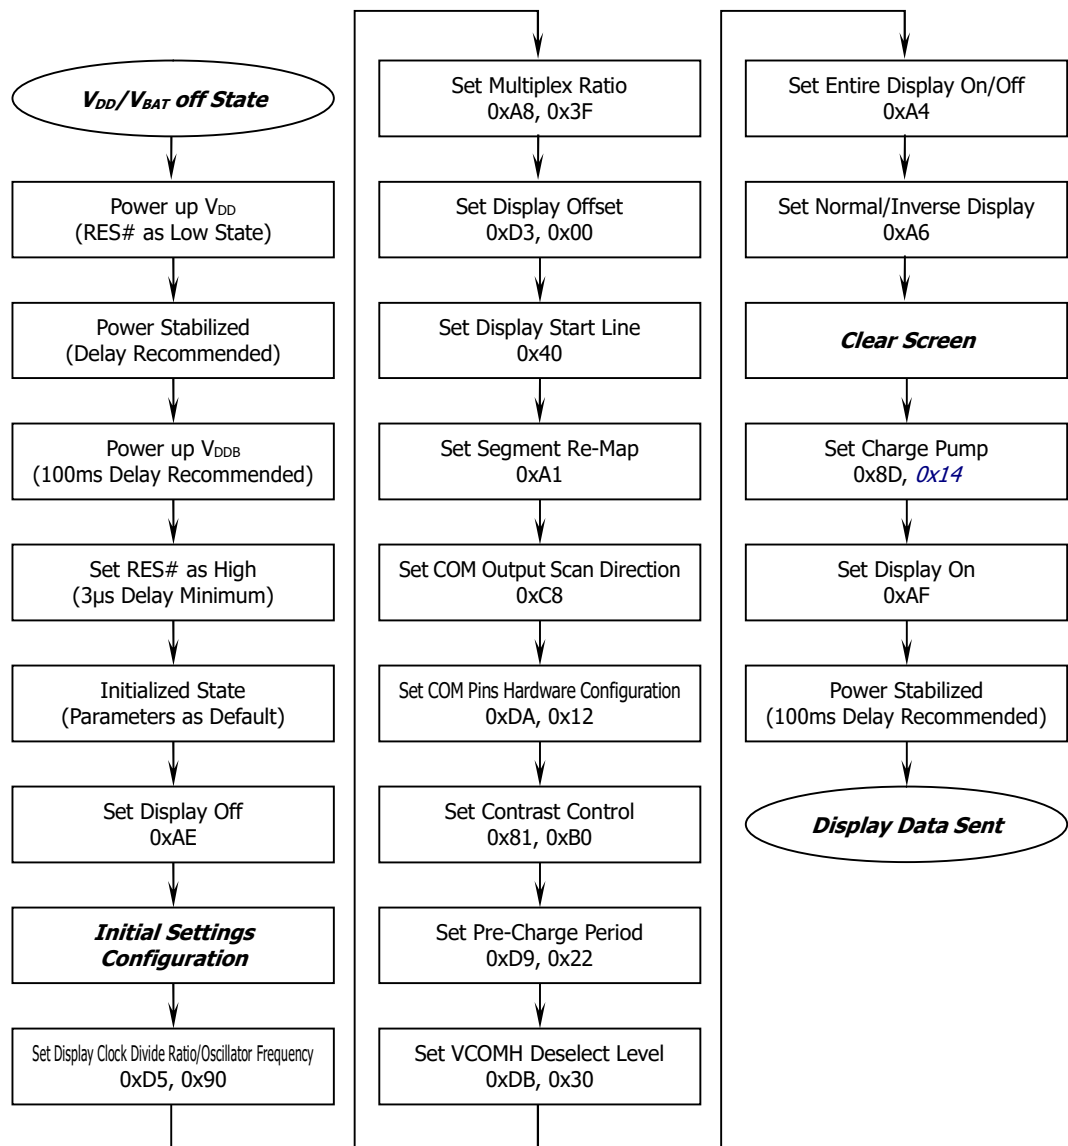 VDD/VBAT off State
Power up VDD
(RES# as Low State)
Power Stabilized
(Delay Recommended)
Power up VDDB
(100ms Delay Recommended)
Set RES# as High
(3μs Delay Minimum)
Initialized State
(Parameters as Default)
Set Display Off
0xAE
Initial Settings
Configuration
Set Display Clock Divide Ratio/Oscillator Frequency
0xD5, 0x90
Set Multiplex Ratio
0xA8, 0x3F
Set Display Offset
0xD3, 0x00
Set Display Start Line
0x40
Set Segment Re-Map
0xA1
Set COM Output Scan Direction
0xC8
Set COM Pins Hardware Configuration
0xDA, 0x12
Set Contrast Control
0x81, 0xB0
Set Pre-Charge Period
0xD9, 0x22
Set VCOMH Deselect Level
0xDB, 0x30
Set Entire Display On/Off
0xA4
Set Normal/Inverse Display
0xA6
Clear Screen
Set Charge Pump
0x8D, 0x14
Set Display On
0xAF
Power Stabilized
(100ms Delay Recommended)
Display Data Sent